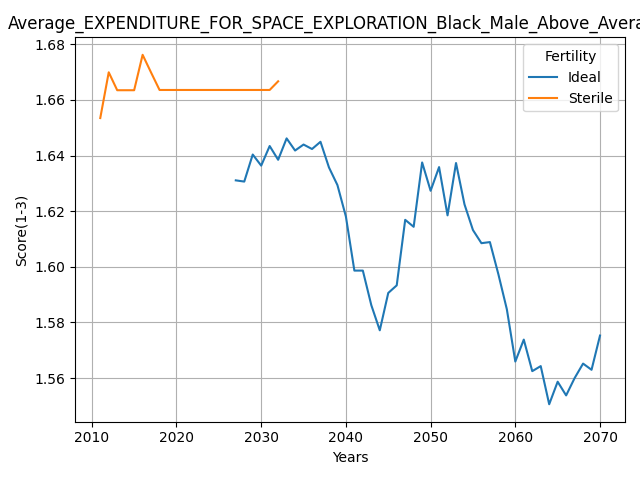 Average_EXPENDITURE_FOR_SPACE_EXPLORATION_Black_Male_Above_Avera
1.68
1.66
1.64
1.62
1.60
1.58
1.56
Score(1-3)
Fertility
Ideal
Sterile
2010 2020 2030 2040 2050 2060 2070
Years